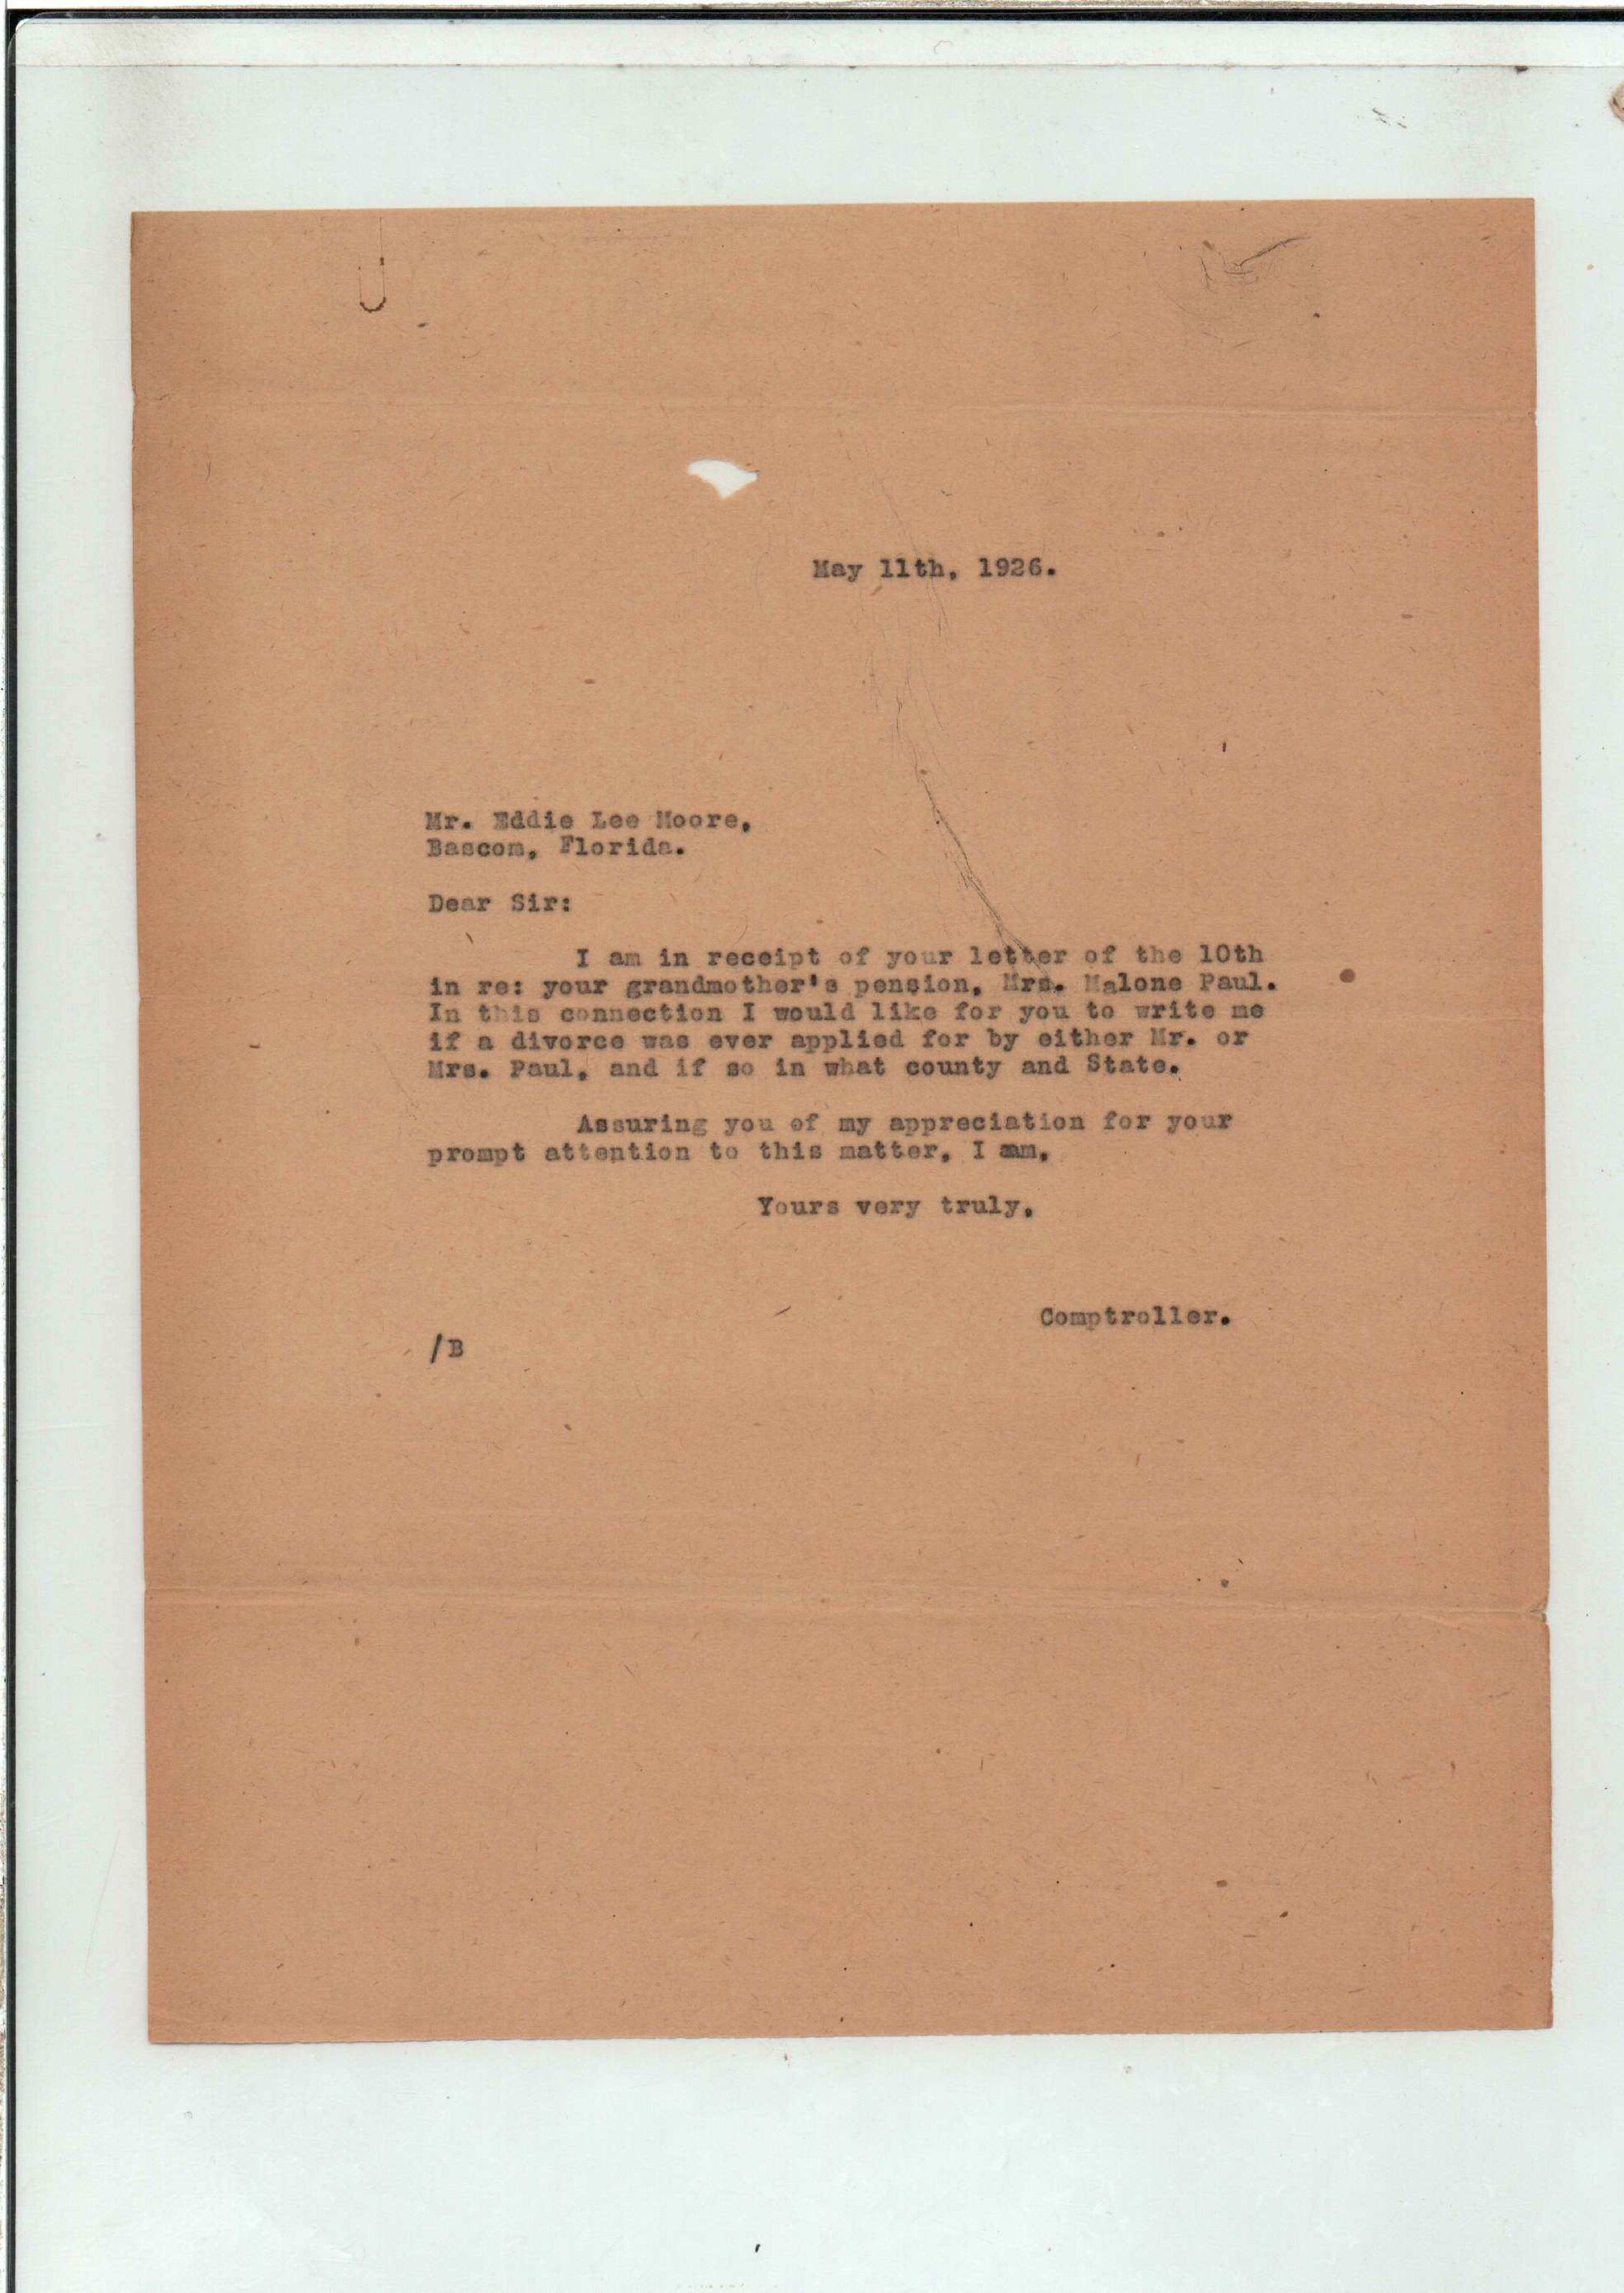 May 11th, 1926.
Mr. Eddie Lee Moore,
Bascom, Florida.
Dear Sir:
I am in receipt of your letter of the 10th
in re: your grandmother's pension, Mrs. Malone Paul.
In this connection I would like for you to write me
if a divorce was ever applied for by either Mr. or
Mrs. Paul, and if so in what county and State.
Assuring you of my appreciation for your
prompt attention to this matter, I am,
Yours very truly,
Comptroller.
/B